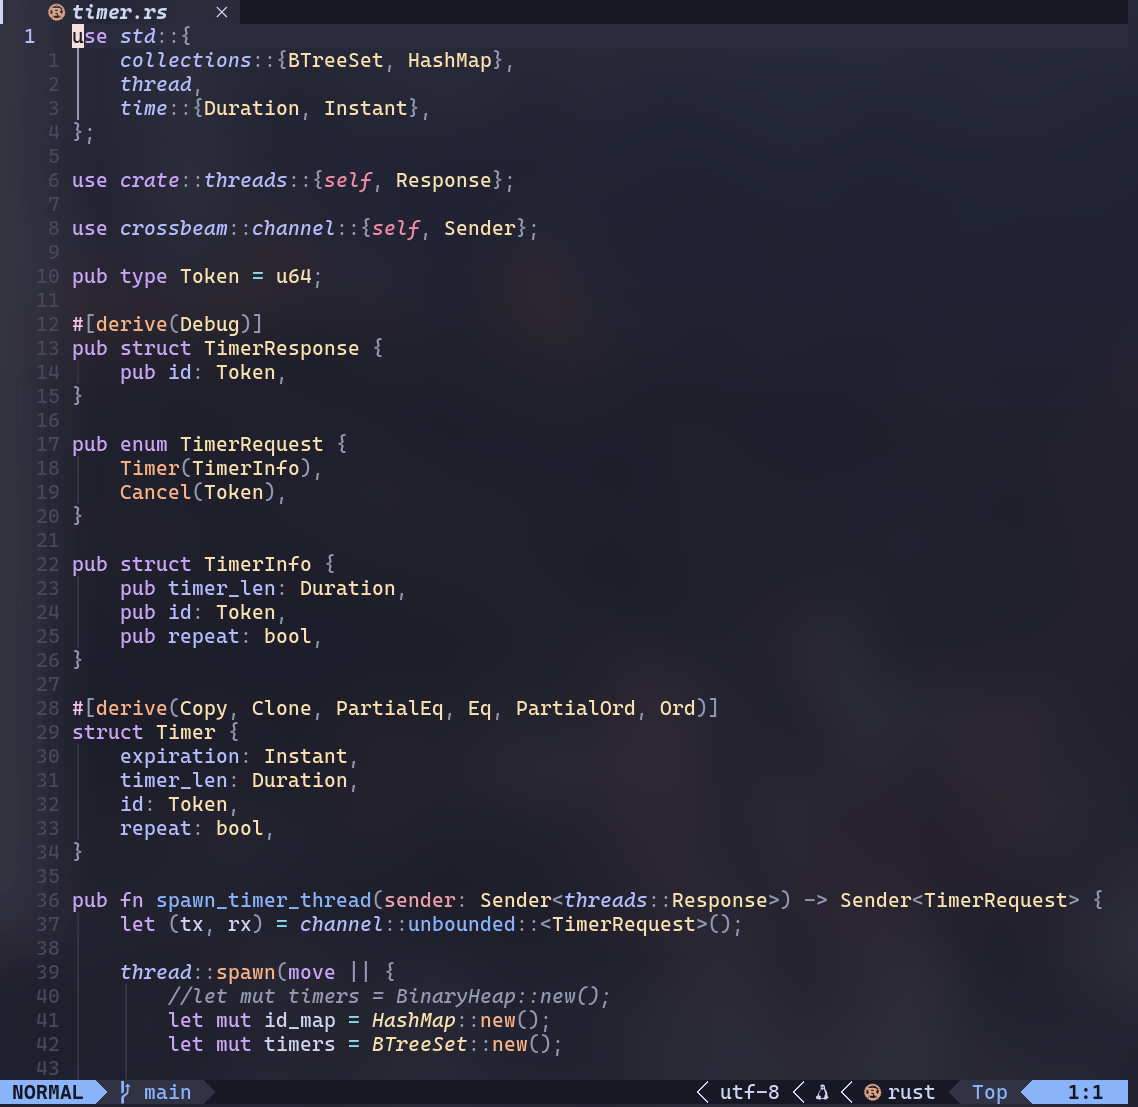 timer.rs ×
1 use std::{
1 collections::{BTreeSet, HashMap},
2 thread,
3 time::{Duration, Instant},
4 };
5
6 use crate::threads::{self, Response};
7
8 use crossbeam::channel::{self, Sender};
9
10 pub type Token = u64;
11
12 #[derive(Debug)]
13 pub struct TimerResponse {
14 pub id: Token,
15 }
16
17 pub enum TimerRequest {
18 Timer(TimerInfo),
19 Cancel(Token),
20 }
21
22 pub struct TimerInfo {
23 pub timer_len: Duration,
24 pub id: Token,
25 pub repeat: bool,
26 }
27
28 #[derive(Copy, Clone, PartialEq, Eq, PartialOrd, Ord)]
29 struct Timer {
30 expiration: Instant,
31 timer_len: Duration,
32 id: Token,
33 repeat: bool,
34 }
35
36 pub fn spawn_timer_thread(sender: Sender<threads::Response>) -> Sender<TimerRequest> {
37 let (tx, rx) = channel::unbounded::<TimerRequest>();
38
39 thread::spawn(move || {
40 //let mut timers = BinaryHeap::new();
41 let mut id_map = HashMap::new();
42 let mut timers = BTreeSet::new();
43
NORMAL main utf-8 rust Top 1:1